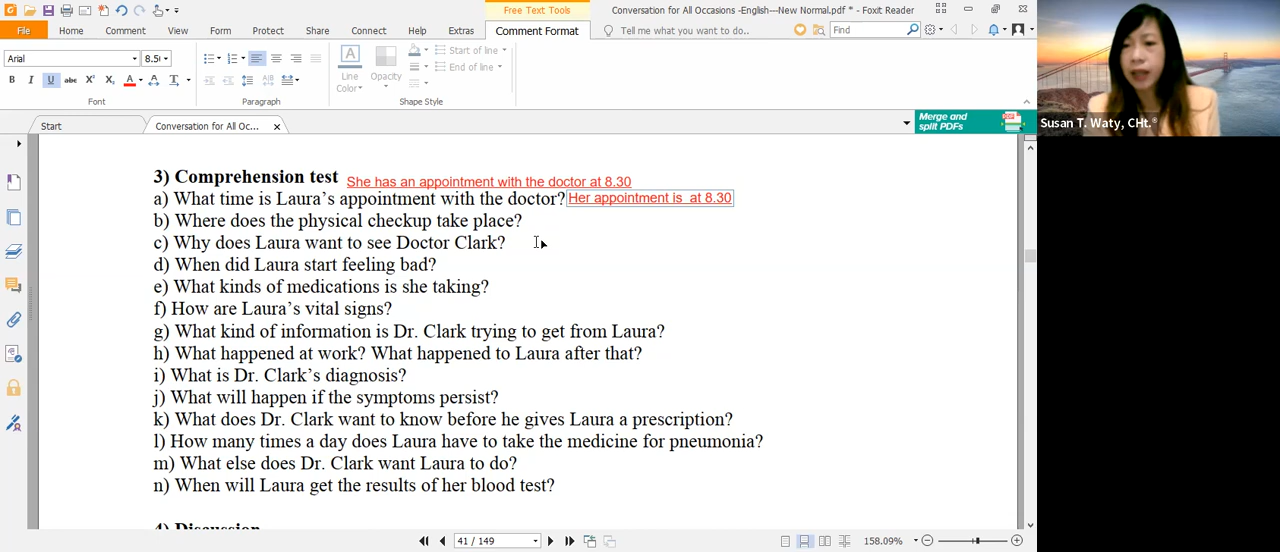 Free Text Tools
Conversation for All Occasions -English---New Normal.pdf * - Foxit Reader
File Home Comment View Form Protect Share Connect Help Extras Comment Format Tell me what you want to do.. Find
Arial 8.5
Line Color
Opacity
Start of line
End of line
B I U abc X² X₂ A T
Font Paragraph Shape Style
Start Conversation for All Oc...
Merge and split PDFs
Susan T. Waty, CHt.®
3) Comprehension test
She has an appointment with the doctor at 8.30
a) What time is Laura's appointment with the doctor? Her appointment is at 8.30
b) Where does the physical checkup take place?
c) Why does Laura want to see Doctor Clark?
d) When did Laura start feeling bad?
e) What kinds of medications is she taking?
f) How are Laura's vital signs?
g) What kind of information is Dr. Clark trying to get from Laura?
h) What happened at work? What happened to Laura after that?
i) What is Dr. Clark's diagnosis?
j) What will happen if the symptoms persist?
k) What does Dr. Clark want to know before he gives Laura a prescription?
l) How many times a day does Laura have to take the medicine for pneumonia?
m) What else does Dr. Clark want Laura to do?
n) When will Laura get the results of her blood test?
4) Discussion
41 / 149
158.09%